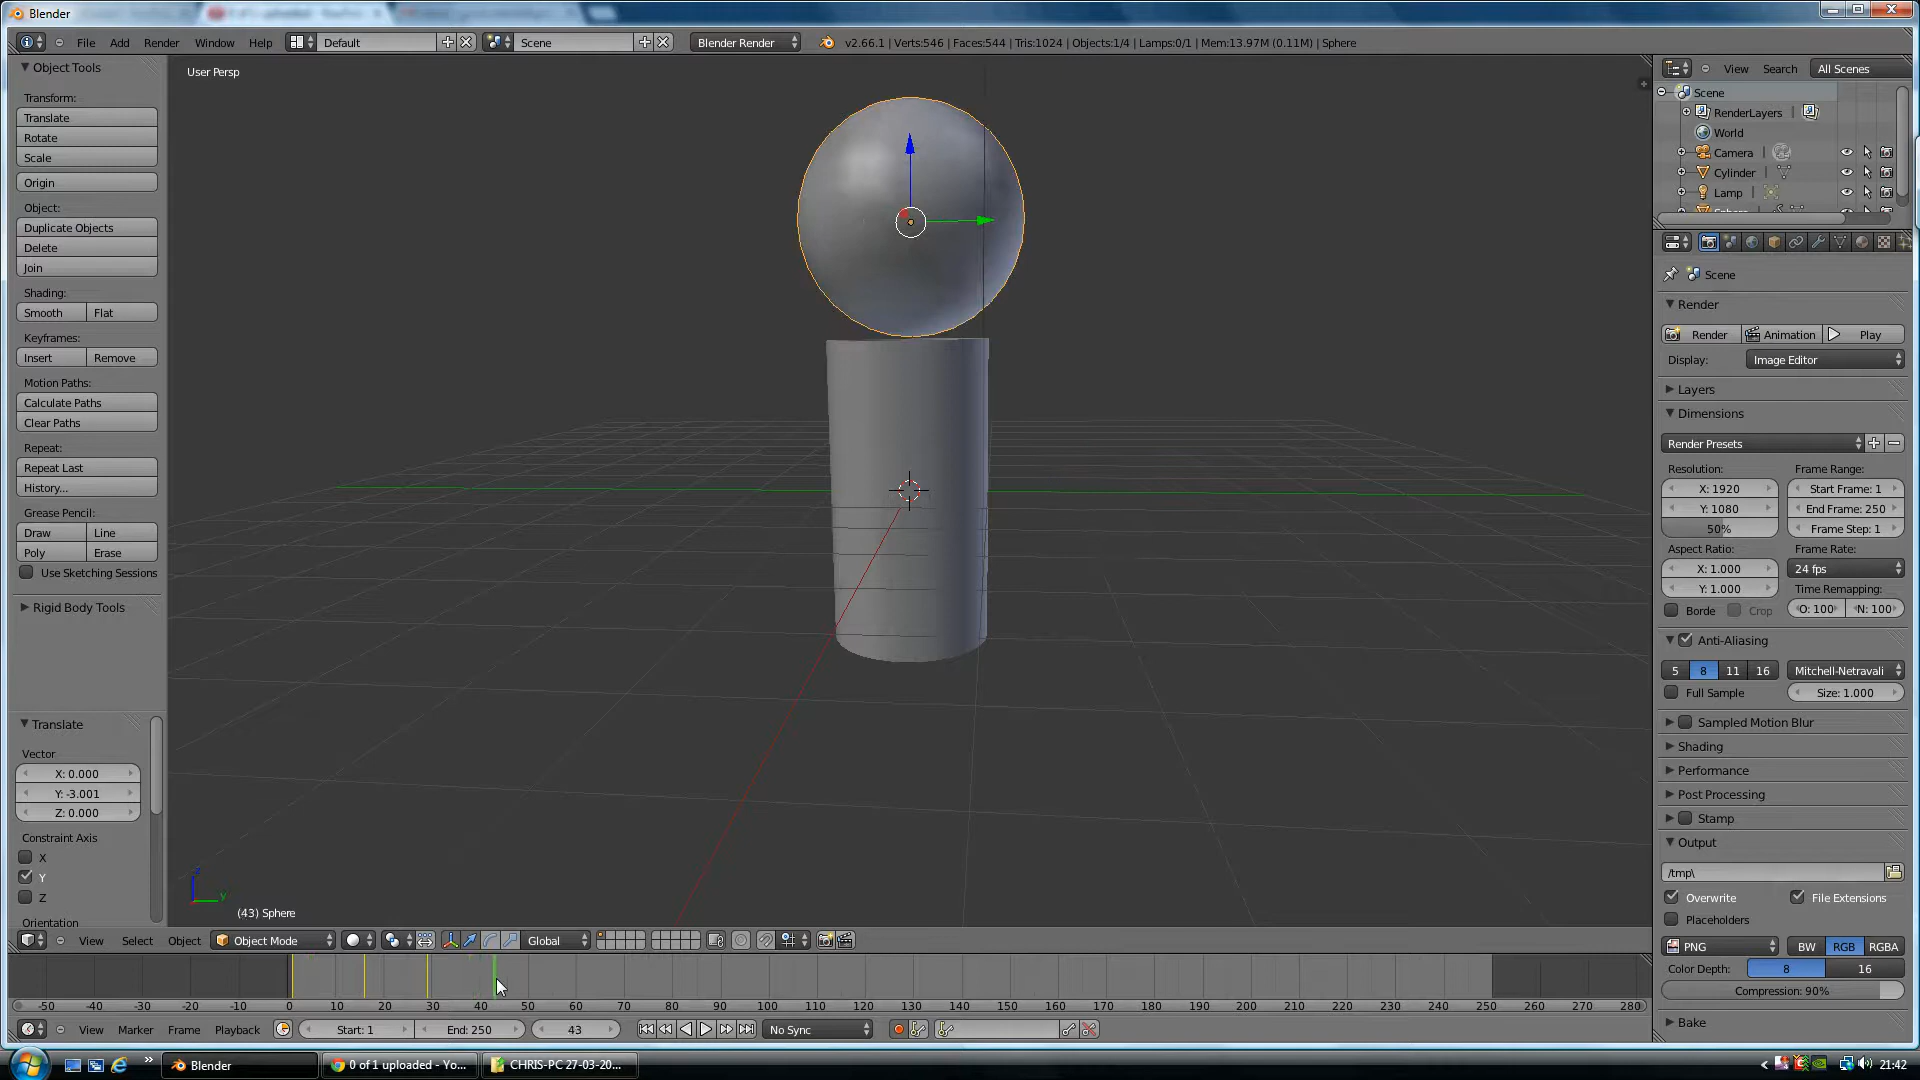 Blender
File Add Render Window Help Default Scene Blender Render v2.66.1 | Verts:546 | Faces:544 | Tris:1024 | Objects:1/4 | Lamps:0/1 | Mem:13.97M (0.11M) | Sphere
Object Tools
Transform:
Translate
Rotate
Scale
Origin
Object:
Duplicate Objects
Delete
Join
Shading:
Smooth Flat
Keyframes:
Insert Remove
Motion Paths:
Calculate Paths
Clear Paths
Repeat:
Repeat Last
History...
Grease Pencil:
Draw Line
Poly Erase
Use Sketching Sessions
Rigid Body Tools
Translate
Vector
X: 0.000
Y: -3.001
Z: 0.000
Constraint Axis
X
Y
Z
Orientation
User Persp
(43) Sphere
View Search All Scenes
Scene
RenderLayers |
World
Camera |
Cylinder |
Lamp |
Scene
Render
Render Animation Play
Display: Image Editor
Layers
Dimensions
Render Presets
Resolution: Frame Range:
X: 1920 Start Frame: 1
Y: 1080 End Frame: 250
50% Frame Step: 1
Aspect Ratio: Frame Rate:
X: 1.000 24 fps
Y: 1.000 Time Remapping:
Borde Crop O: 100 N: 100
Anti-Aliasing
5 8 11 16 Mitchell-Netravali
Full Sample Size: 1.000
Sampled Motion Blur
Shading
Performance
Post Processing
Stamp
Output
/tmp\
Overwrite File Extensions
Placeholders
PNG BW RGB RGBA
Color Depth: 8 16
Compression: 90%
Bake
View Select Object Object Mode Global
-50 -40 -30 -20 -10 0 10 20 30 40 50 60 70 80 90 100 110 120 130 140 150 160 170 180 190 200 210 220 230 240 250 260 270 280
View Marker Frame Playback Start: 1 End: 250 43 No Sync
Blender 0 of 1 uploaded - Yo... CHRIS-PC 27-03-20... 21:42